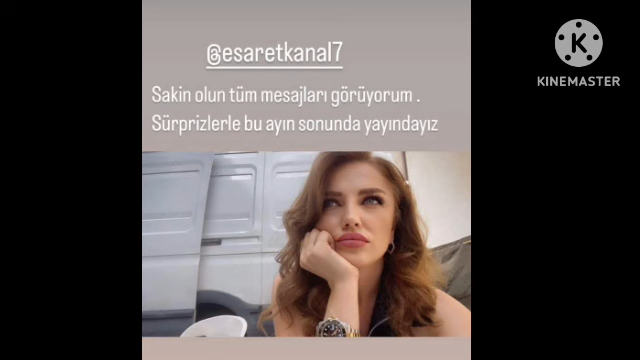 @esaretkanal7
Sakin olun tüm mesajları görüyorum .
Sürprizlerle bu ayın sonunda yayındayız
KINEMASTER